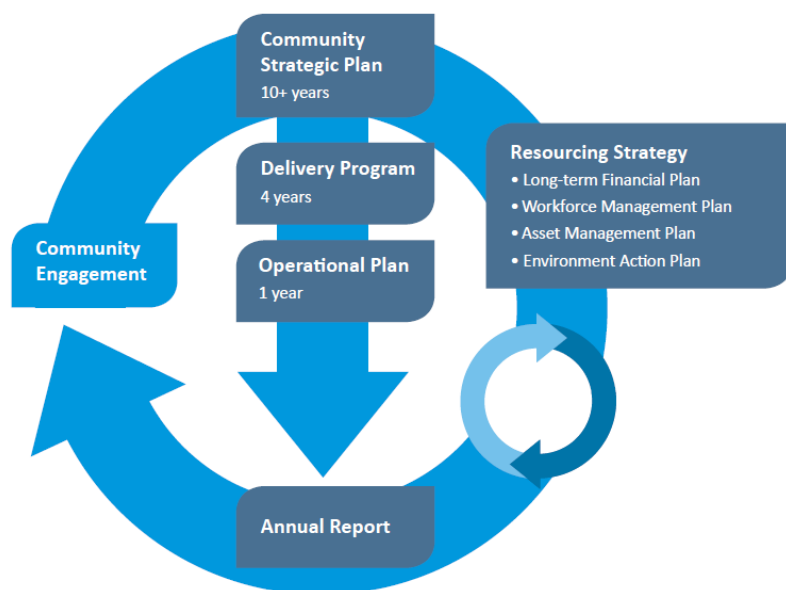 Community
Strategic Plan
10+ years
Delivery Program
4 years
Operational Plan
1 year
Resourcing Strategy
• Long-term Financial Plan
• Workforce Management Plan
• Asset Management Plan
• Environment Action Plan
Community
Engagement
Annual Report